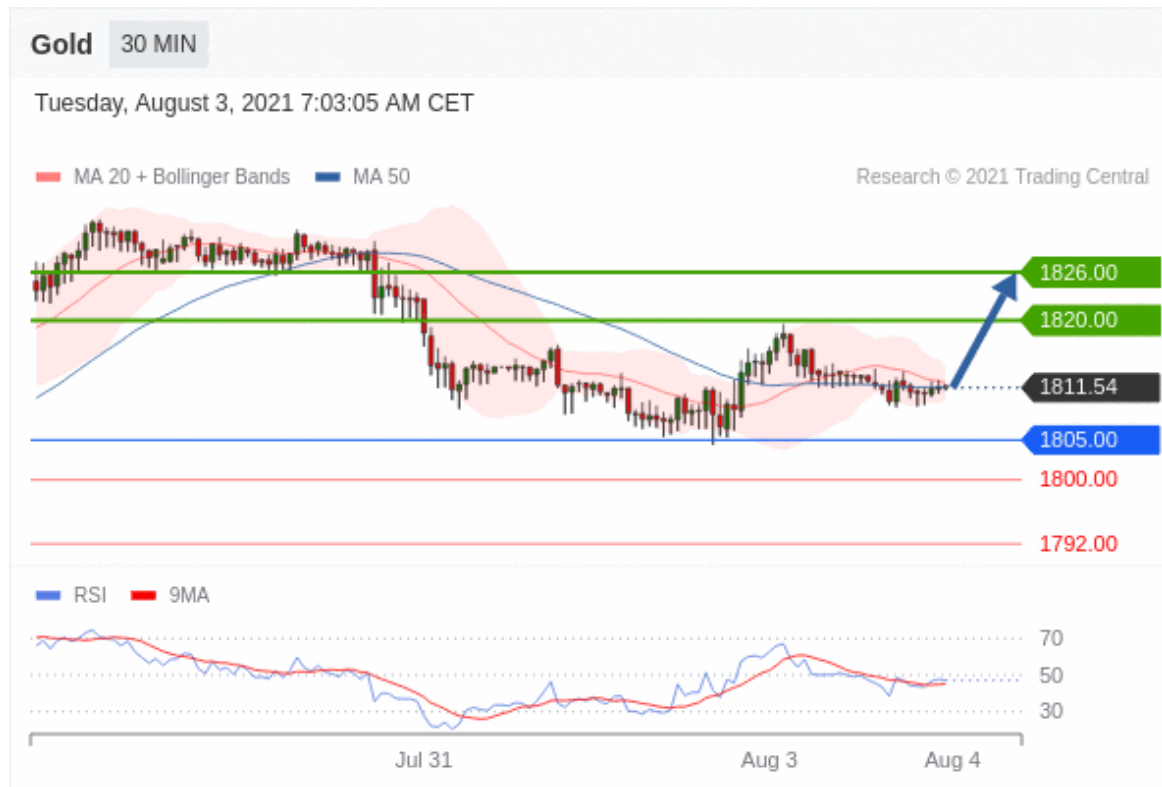 Gold 30 MIN
Tuesday, August 3, 2021 7:03:05 AM CET
MA 20 + Bollinger Bands MA 50 Research © 2021 Trading Central
1826.00
1820.00
1811.54
1805.00
1800.00
1792.00
RSI 9MA
70
50
30
Jul 31 Aug 3 Aug 4